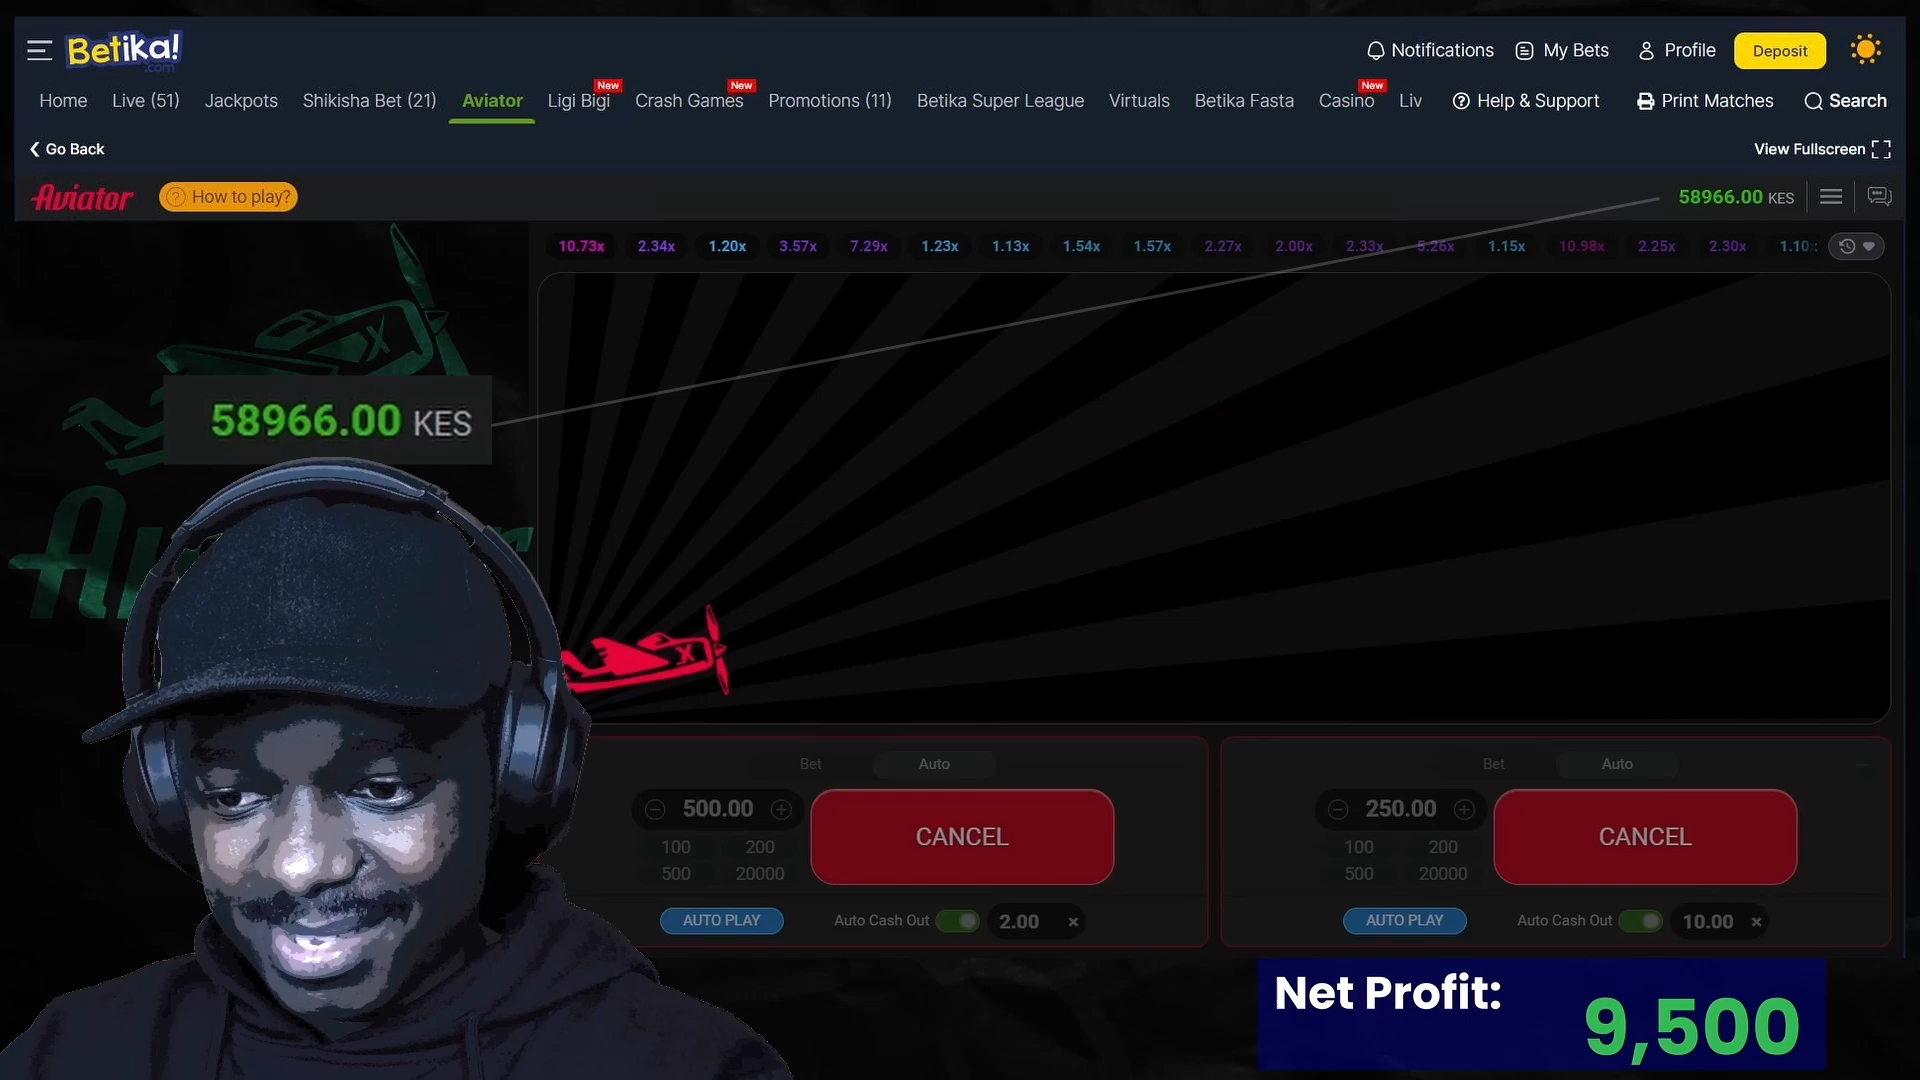 Betika!
.com
Notifications
My Bets
Profile
Deposit
Home
Live (51)
Jackpots
Shikisha Bet (21)
Aviator
Ligi Bigi
New
Crash Games
New
Promotions (11)
Betika Super League
Virtuals
Betika Fasta
Casino
New
Liv
Help & Support
Print Matches
Search
Go Back
View Fullscreen
Aviator
How to play?
58966.00 KES
10.73x
2.34x
1.20x
3.57x
7.29x
1.23x
1.13x
1.54x
1.57x
2.27x
2.00x
2.33x
5.26x
1.15x
10.98x
2.25x
2.30x
1.10x
58966.00 KES
Bet
Auto
500.00
100
200
500
20000
CANCEL
AUTO PLAY
Auto Cash Out
2.00
Bet
Auto
250.00
100
200
500
20000
CANCEL
AUTO PLAY
Auto Cash Out
10.00
Net Profit:
9,500